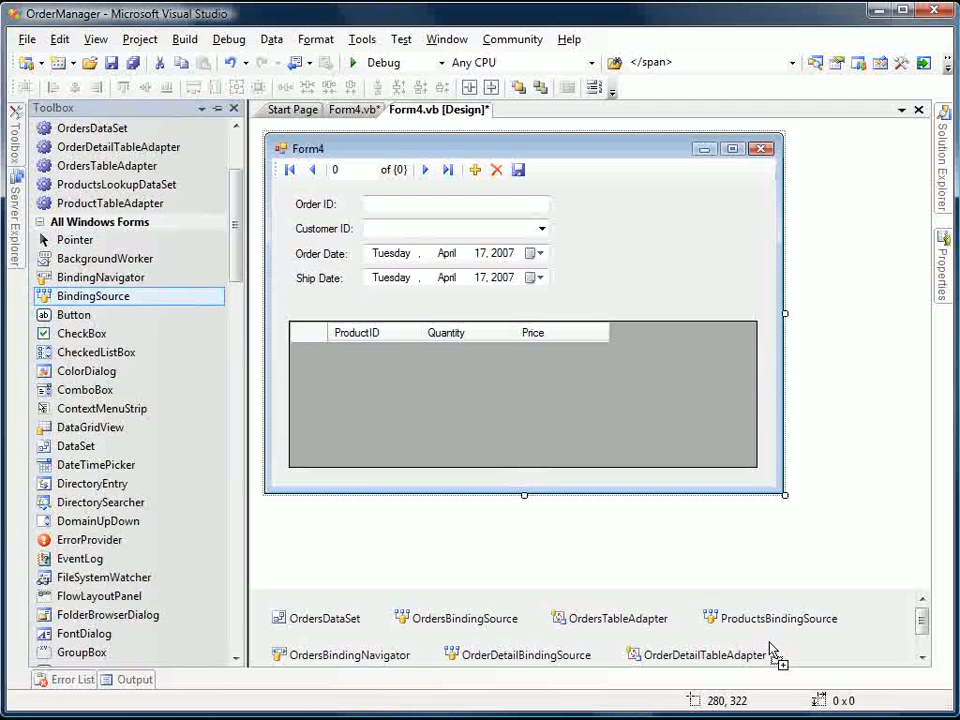 OrderManager - Microsoft Visual Studio
File Edit View Project Build Debug Data Format Tools Test Window Community Help
Debug Any CPU </span>
Toolbox
Start Page Form4.vb* Form4.vb [Design]*
Toolbox
Server Explorer
Solution Explorer
Properties
OrdersDataSet
OrderDetailTableAdapter
OrdersTableAdapter
ProductsLookupDataSet
ProductTableAdapter
All Windows Forms
Pointer
BackgroundWorker
BindingNavigator
BindingSource
Button
CheckBox
CheckedListBox
ColorDialog
ComboBox
ContextMenuStrip
DataGridView
DataSet
DateTimePicker
DirectoryEntry
DirectorySearcher
DomainUpDown
ErrorProvider
EventLog
FileSystemWatcher
FlowLayoutPanel
FolderBrowserDialog
FontDialog
GroupBox
Form4
0 of {0}
Order ID:
Customer ID:
Order Date: Tuesday , April 17, 2007
Ship Date: Tuesday , April 17, 2007
ProductID Quantity Price
OrdersDataSet OrdersBindingSource OrdersTableAdapter ProductsBindingSource
OrdersBindingNavigator OrderDetailBindingSource OrderDetailTableAdapter
Error List Output
280, 322 0 x 0